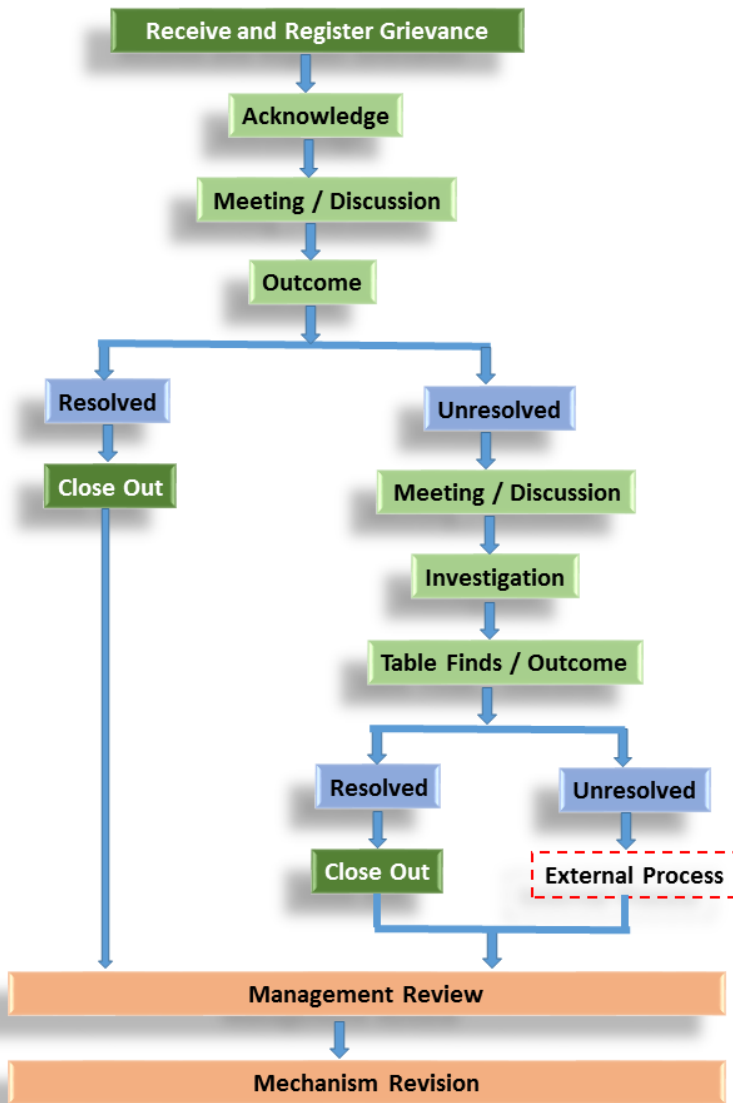 Receive and Register Grievance
Acknowledge
Meeting / Discussion
Outcome
Resolved
Unresolved
Close Out
Meeting / Discussion
Investigation
Table Finds / Outcome
Resolved
Unresolved
Close Out
External Process
Management Review
Mechanism Revision